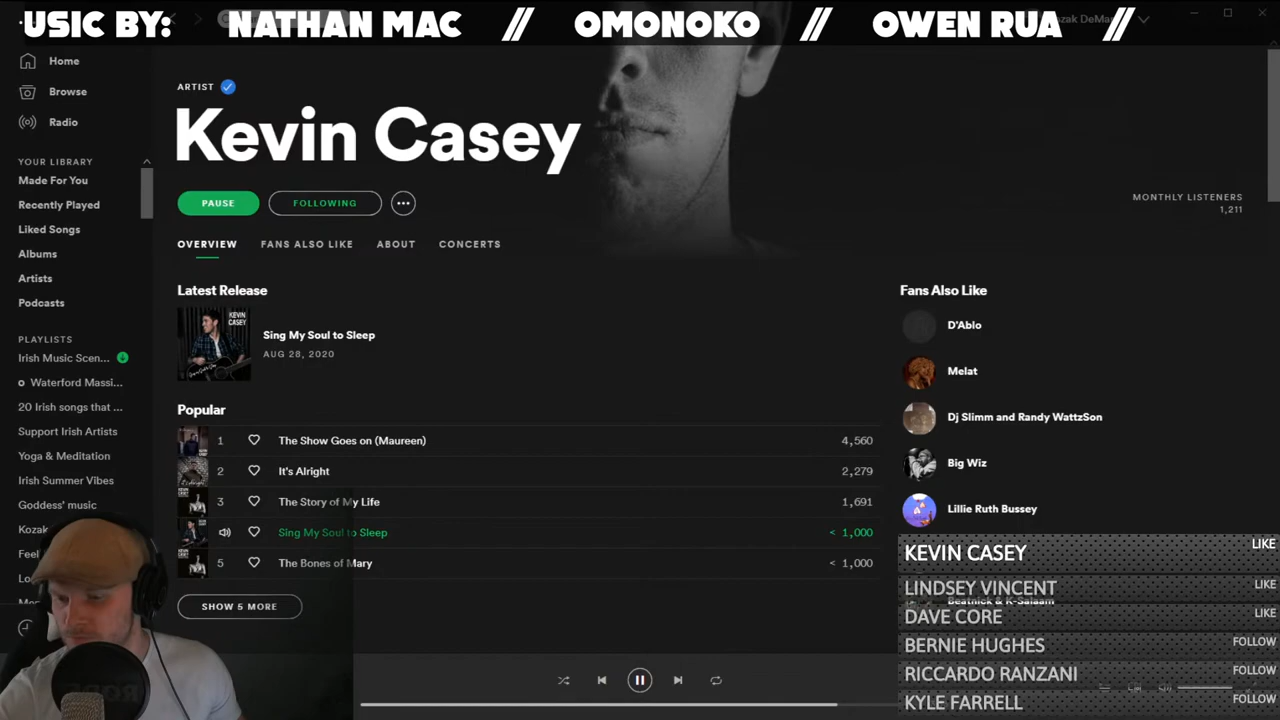 USIC BY: NATHAN MAC // OMONOKO // OWEN RUA //
Home
Browse
Radio
YOUR LIBRARY
Made For You
Recently Played
Liked Songs
Albums
Artists
Podcasts
PLAYLISTS
Irish Music Scen...
Waterford Massi...
20 Irish songs that ...
Support Irish Artists
Yoga & Meditation
Irish Summer Vibes
Goddess' music
Kozak
Feel
ARTIST
Kevin Casey
PAUSE
FOLLOWING
MONTHLY LISTENERS
1,211
OVERVIEW FANS ALSO LIKE ABOUT CONCERTS
Latest Release
KEVIN CASEY
Sing My Soul to Sleep
AUG 28, 2020
Popular
1 The Show Goes on (Maureen) 4,560
2 It's Alright 2,279
3 The Story of My Life 1,691
Sing My Soul to Sleep < 1,000
5 The Bones of Mary < 1,000
SHOW 5 MORE
Fans Also Like
D'Ablo
Melat
Dj Slimm and Randy WattzSon
Big Wiz
Lillie Ruth Bussey
KEVIN CASEY LIKE
LINDSEY VINCENT LIKE
DAVE CORE LIKE
BERNIE HUGHES FOLLOW
RICCARDO RANZANI FOLLOW
KYLE FARRELL FOLLOW